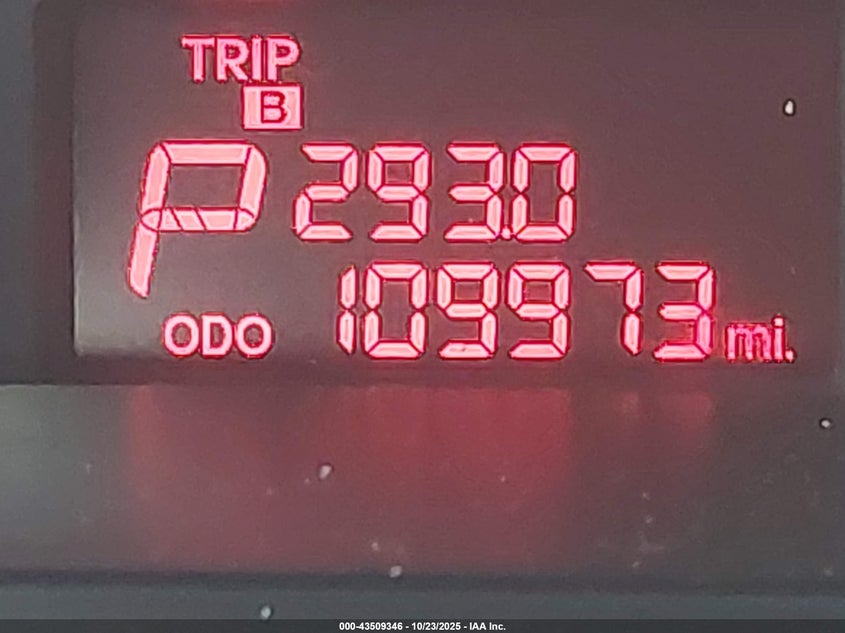 TRIP
B
P 293.0
ODO 109973 mi.
000-43509346 - 10/23/2025 - IAA Inc.